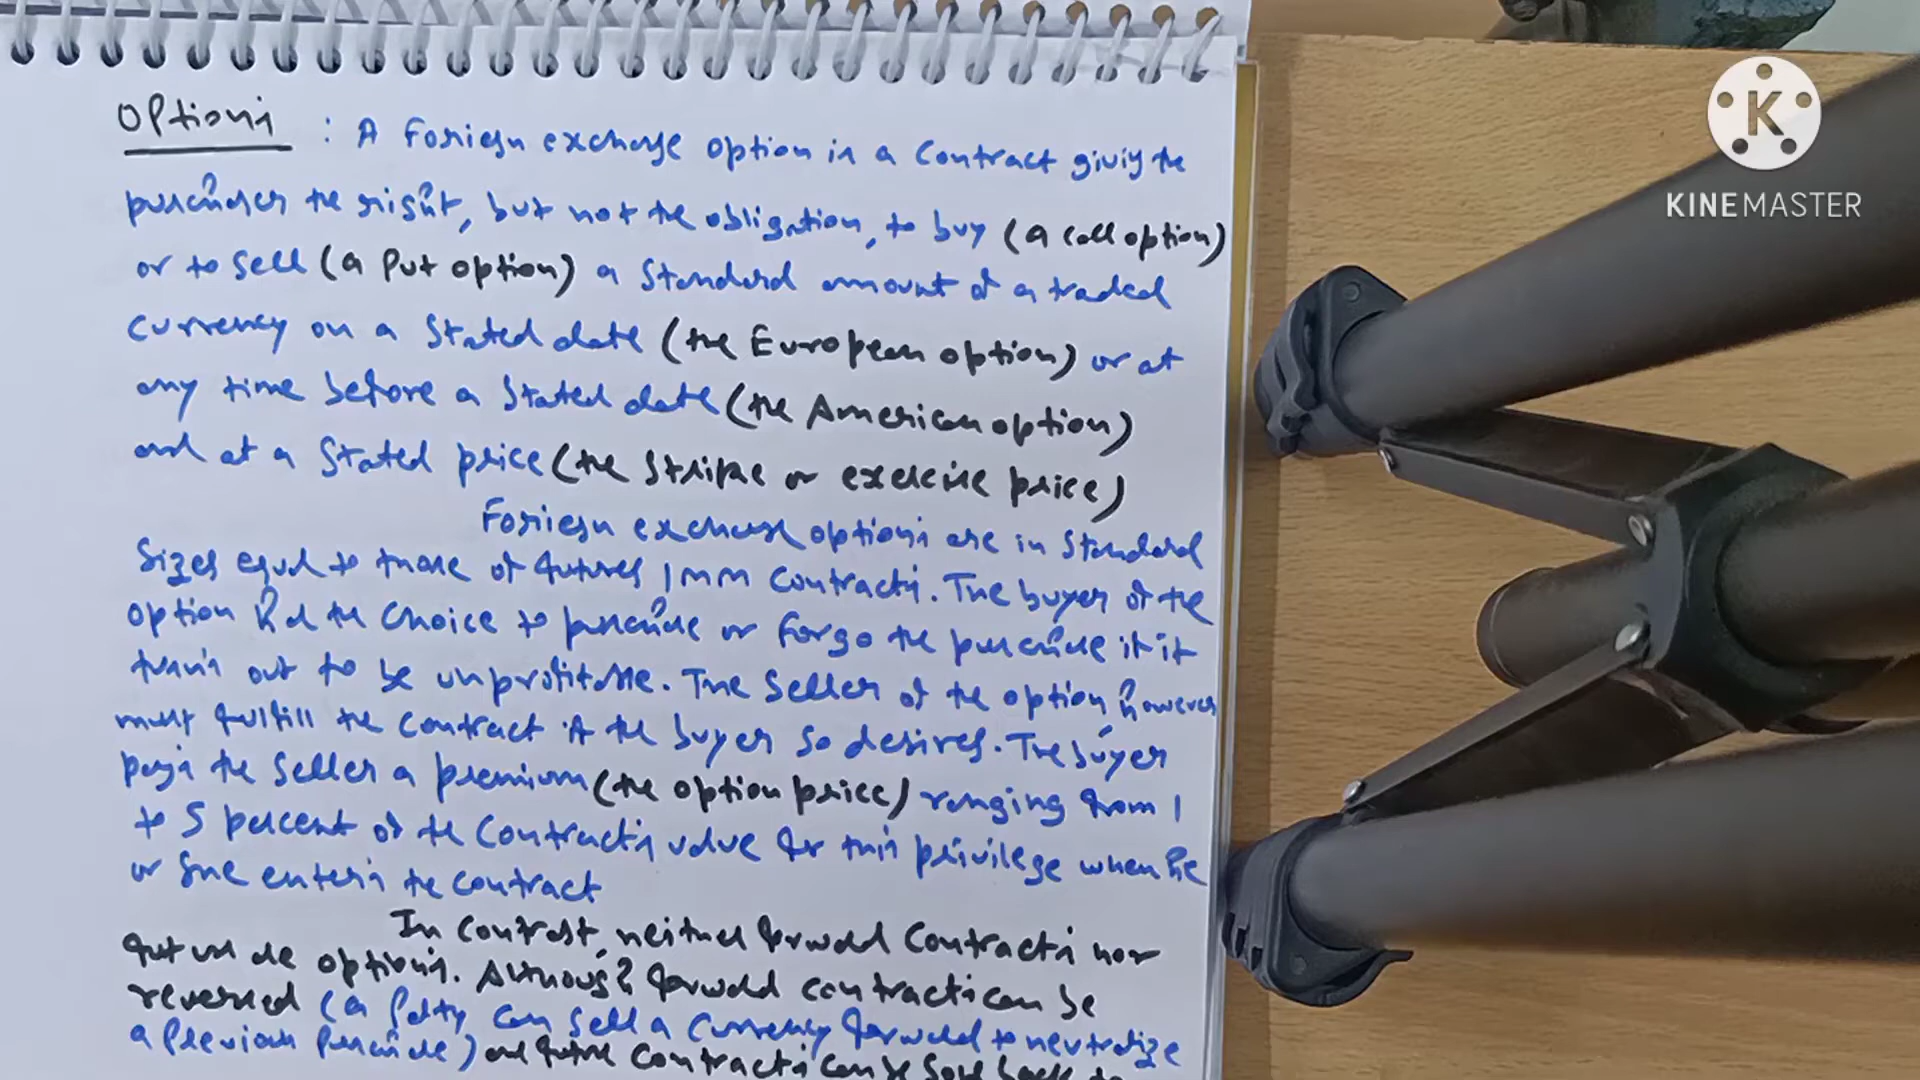 Options : A Foriegn exchange option is a contract giving the
purchaser the right, but not the obligation, to buy (a call option)
or to sell (a put option) a standard amount of a traded
currency on a stated date (the European option) or at
any time before a stated date (the American option)
and at a stated price (the strike or exercise price)
Foriegn exchange options are in standard
sizes equal to those of futures IMM contracts. The buyer of the
option has the choice to purchase or forgo the purchase if it
turns out to be unprofitable. The seller of the option, however
must fulfill the contract if the buyer so desires. The buyer
pays the seller a premium (the option price) ranging from 1
to 5 percent of the contracts value for this privilege when he
or she enters the contract
In contrast, neither forward contracts nor
futures are options. Although forward contracts can be
reversed (a party can sell a currency forward to neutralize
a previous purchase) and future contracts can be sold back to
KINEMASTER